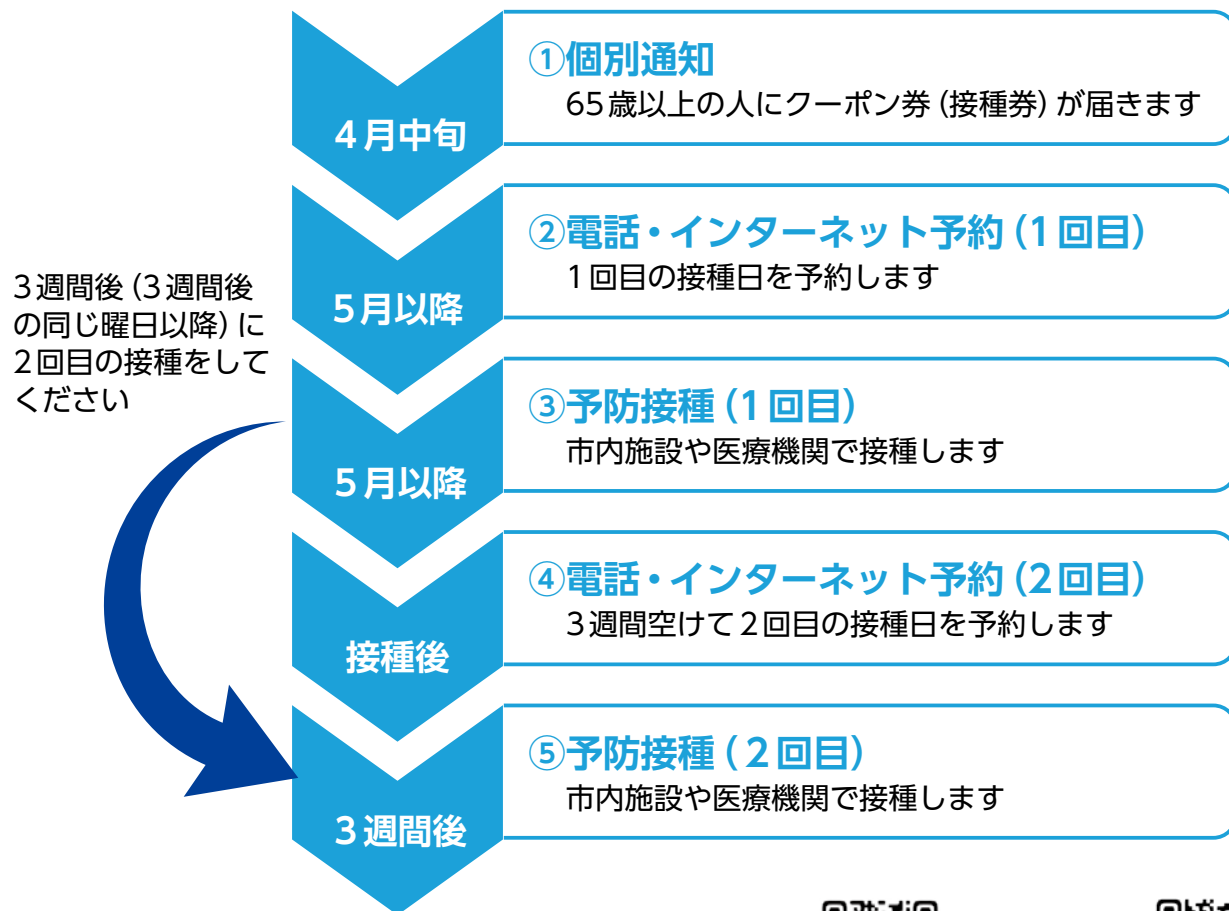 ①個別通知
65歳以上の人にクーポン券（接種券）が届きます
4月中旬
②電話・インターネット予約（1回目）
1回目の接種日を予約します
5月以降
3週間後（3週間後
の同じ曜日以降）に
2回目の接種をして
ください
③予防接種（1回目）
市内施設や医療機関で接種します
5月以降
④電話・インターネット予約（2回目）
3週間空けて2回目の接種日を予約します
接種後
⑤予防接種（2回目）
市内施設や医療機関で接種します
3週間後